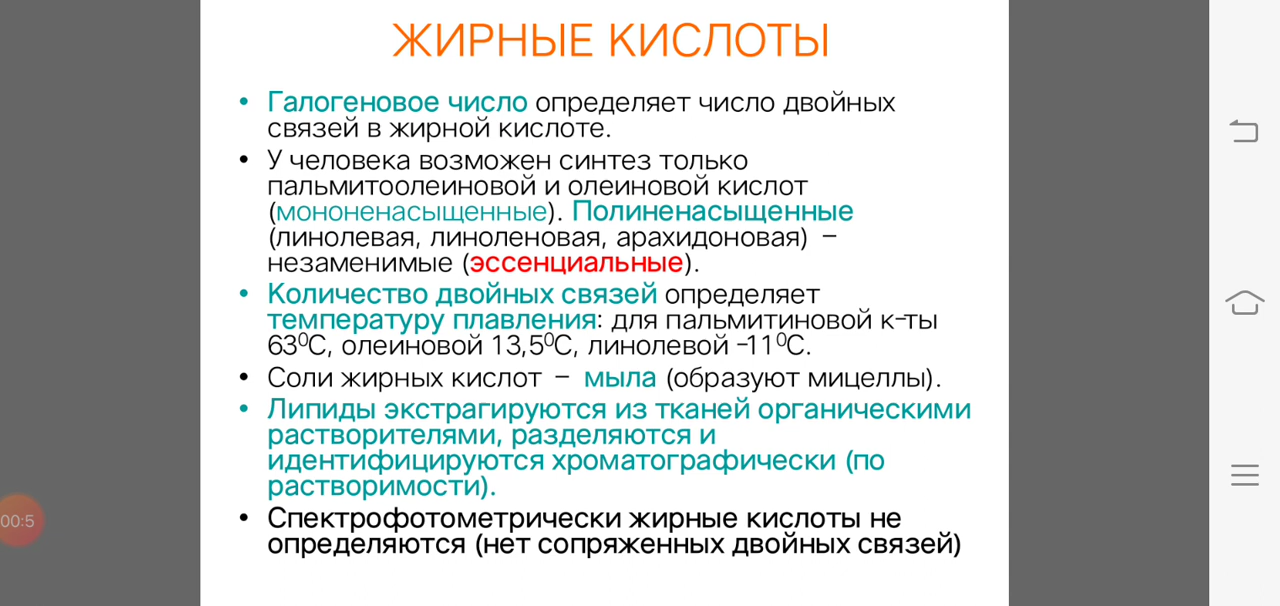 ЖИРНЫЕ КИСЛОТЫ
• Галогеновое число определяет число двойных
связей в жирной кислоте.
• У человека возможен синтез только
пальмитоолеиновой и олеиновой кислот
(мононенасыщенные). Полиненасыщенные
(линолевая, линоленовая, арахидоновая) –
незаменимые (эссенциальные).
• Количество двойных связей определяет
температуру плавления: для пальмитиновой к-ты
63⁰С, олеиновой 13,5⁰С, линолевой -11⁰С.
• Соли жирных кислот – мыла (образуют мицеллы).
• Липиды экстрагируются из тканей органическими
растворителями, разделяются и
идентифицируются хроматографически (по
растворимости).
• Спектрофотометрически жирные кислоты не
определяются (нет сопряженных двойных связей)
00:5